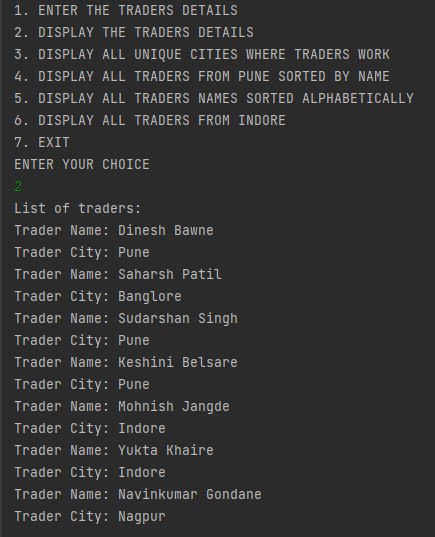 1. ENTER THE TRADERS DETAILS
2. DISPLAY THE TRADERS DETAILS
3. DISPLAY ALL UNIQUE CITIES WHERE TRADERS WORK
4. DISPLAY ALL TRADERS FROM PUNE SORTED BY NAME
5. DISPLAY ALL TRADERS NAMES SORTED ALPHABETICALLY
6. DISPLAY ALL TRADERS FROM INDORE
7. EXIT
ENTER YOUR CHOICE
2
List of traders:
Trader Name: Dinesh Bawne
Trader City: Pune
Trader Name: Saharsh Patil
Trader City: Banglore
Trader Name: Sudarshan Singh
Trader City: Pune
Trader Name: Keshini Belsare
Trader City: Pune
Trader Name: Mohnish Jangde
Trader City: Indore
Trader Name: Yukta Khaire
Trader City: Indore
Trader Name: Navinkumar Gondane
Trader City: Nagpur